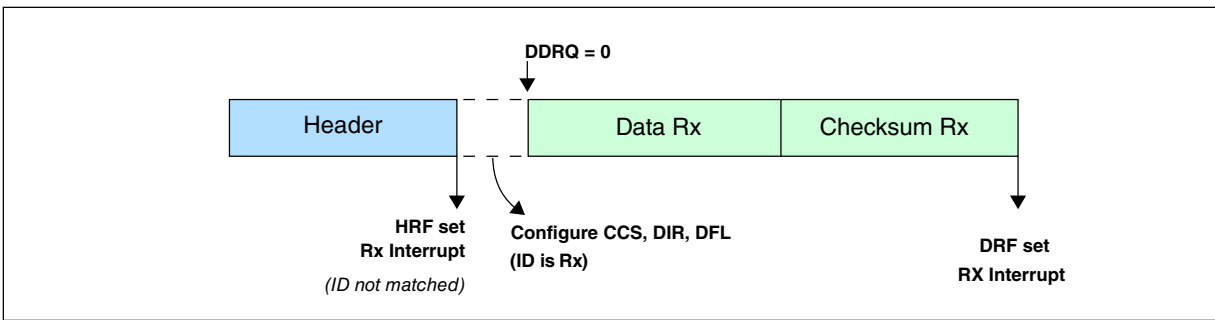 DDRQ = 0
Header
Data Rx
Checksum Rx
HRF set
Rx Interrupt
(ID not matched)
Configure CCS, DIR, DFL
(ID is Rx)
DRF set
RX Interrupt